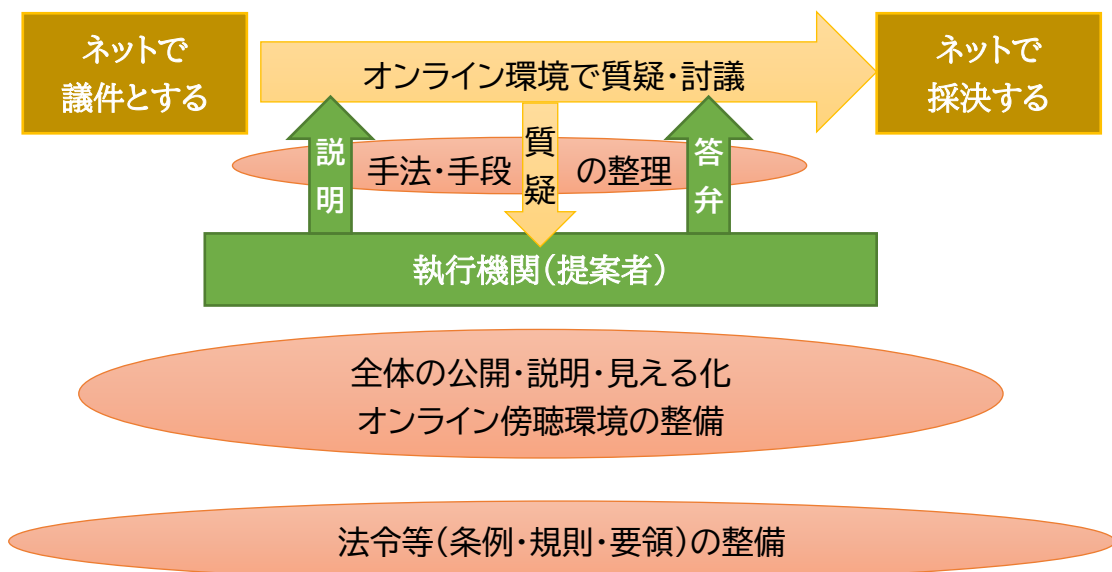 ネットで
議件とする
オンライン環境で質疑・討議
ネットで
採決する
説明
質疑
答弁
手法・手段 の整理
執行機関(提案者)
全体の公開・説明・見える化
オンライン傍聴環境の整備
法令等(条例・規則・要領)の整備